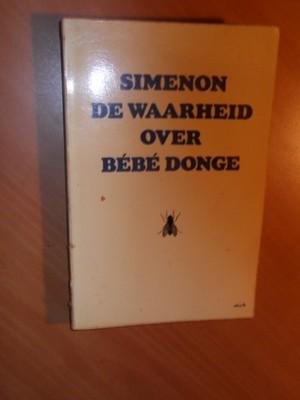 SIMENON
DE WAARHEID
OVER
BÉBÉ DONGE